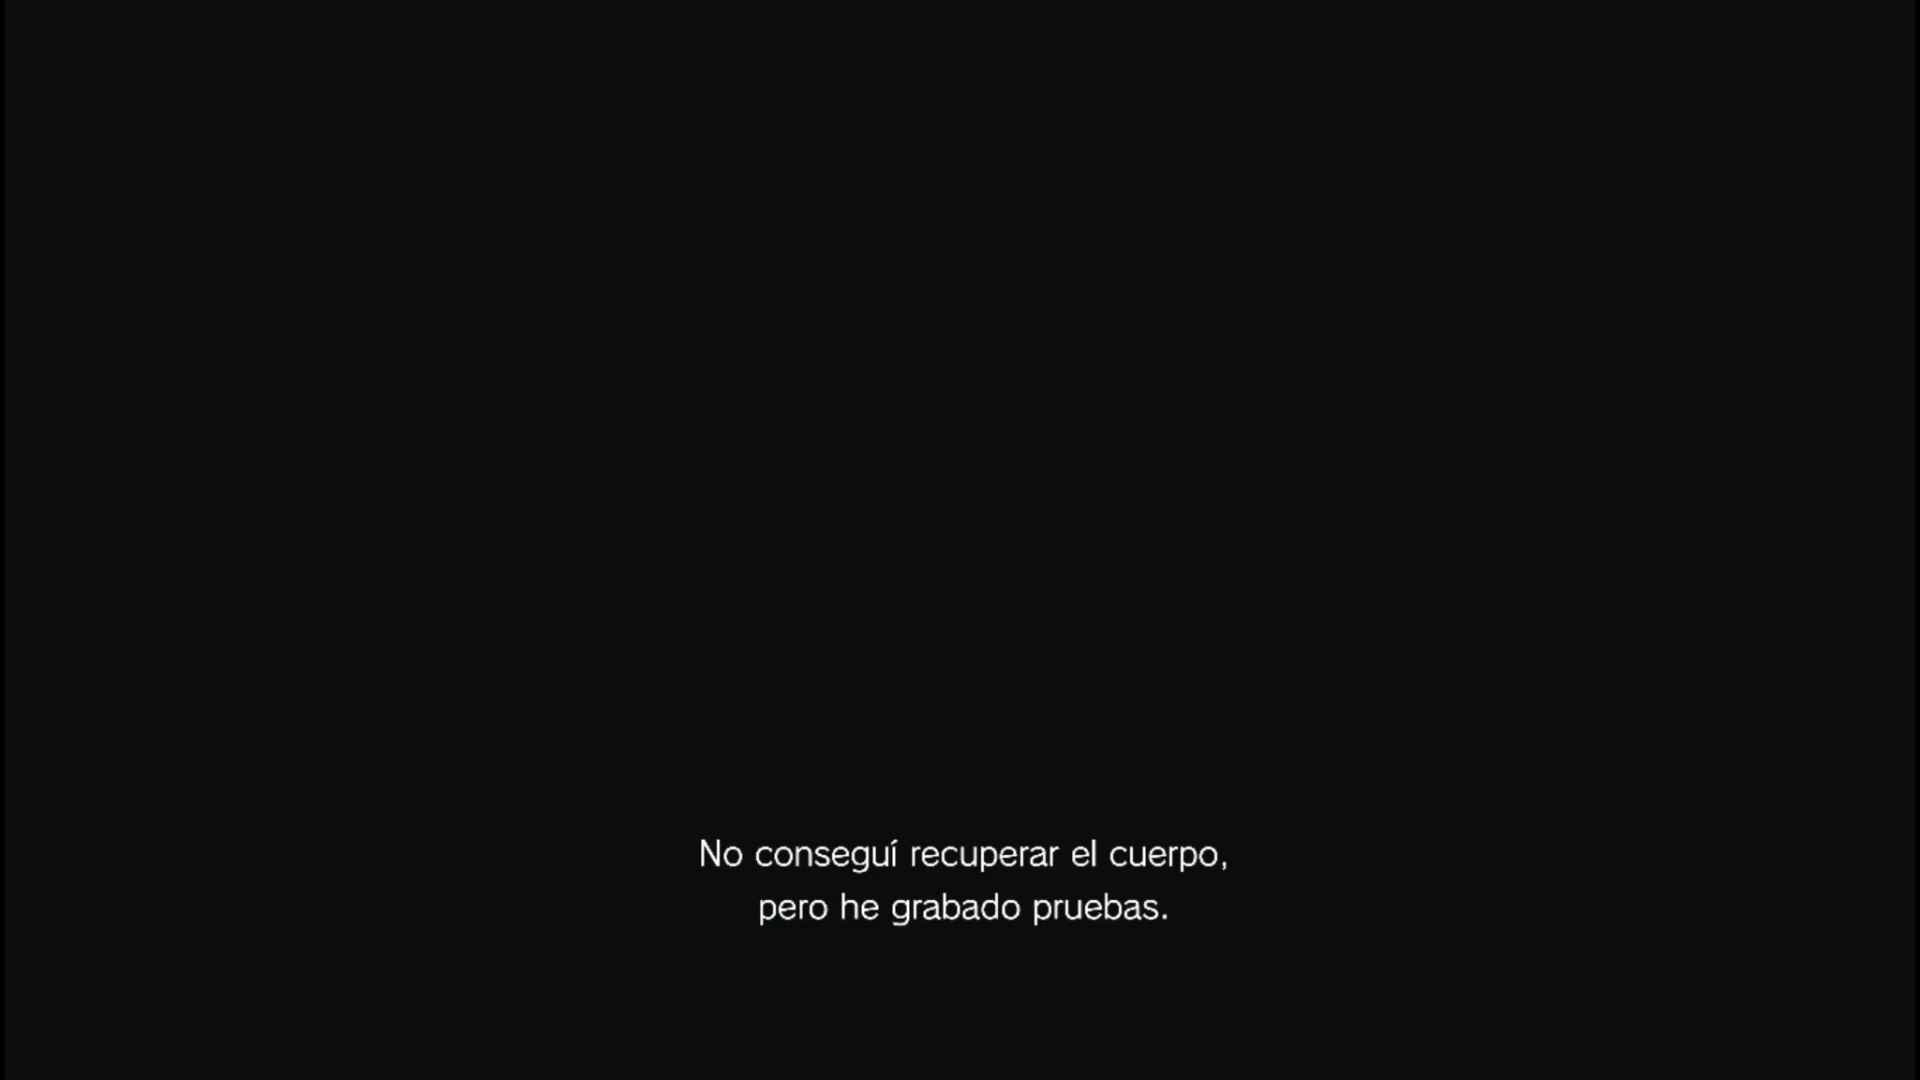 No conseguí recuperar el cuerpo,
pero he grabado pruebas.